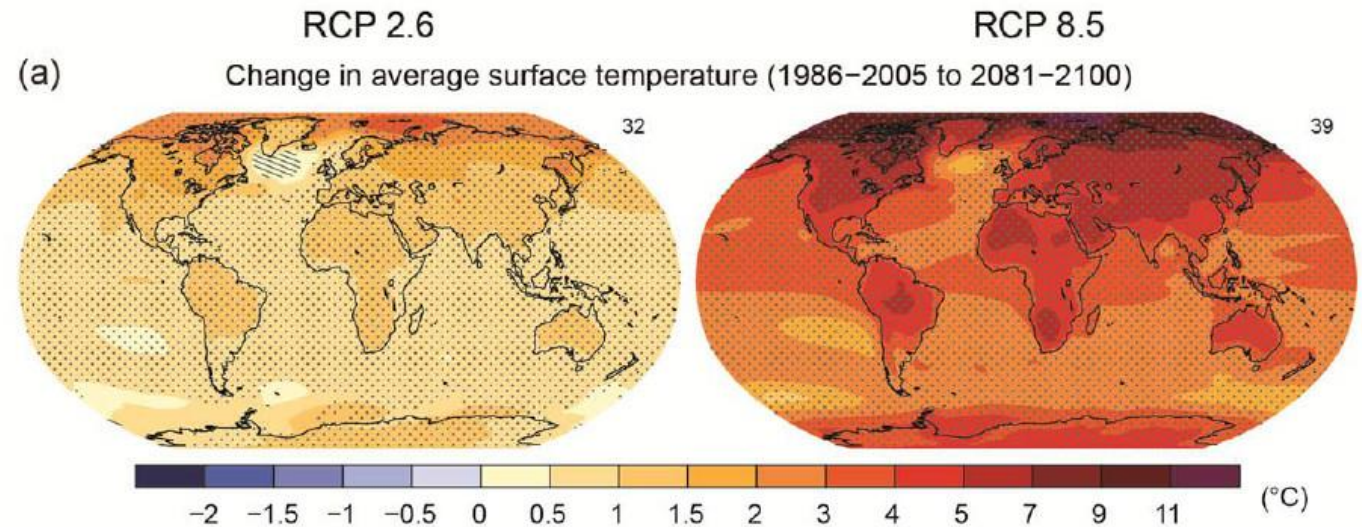 RCP 2.6 RCP 8.5
(a) Change in average surface temperature (1986−2005 to 2081−2100)
32 39
−2 −1.5 −1 −0.5 0 0.5 1 1.5 2 3 4 5 7 9 11 (°C)